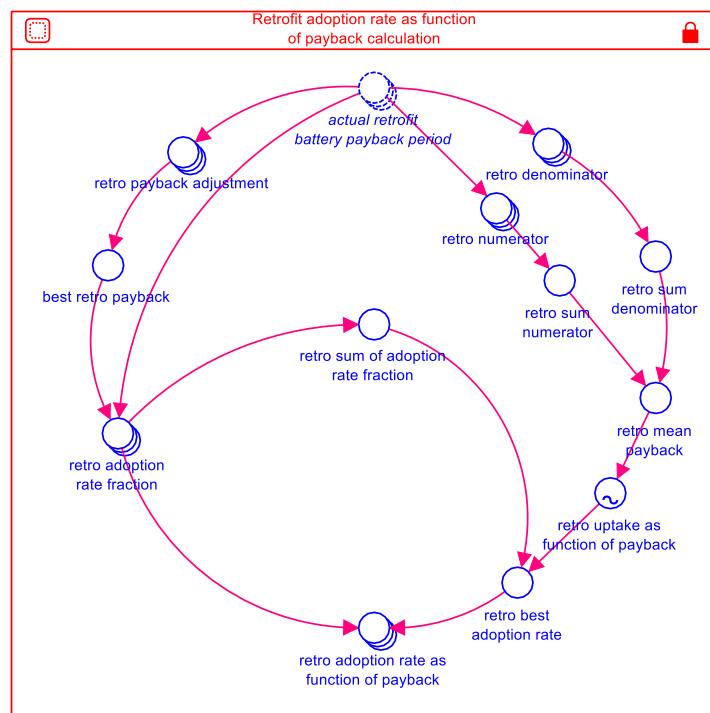 Retrofit adoption rate as function
of payback calculation
actual retrofit
battery payback period
retro payback adjustment
retro denominator
retro numerator
best retro payback
retro sum
denominator
retro sum
numerator
retro sum of adoption
rate fraction
retro mean
payback
retro adoption
rate fraction
retro uptake as
function of payback
retro best
adoption rate
retro adoption rate as
function of payback